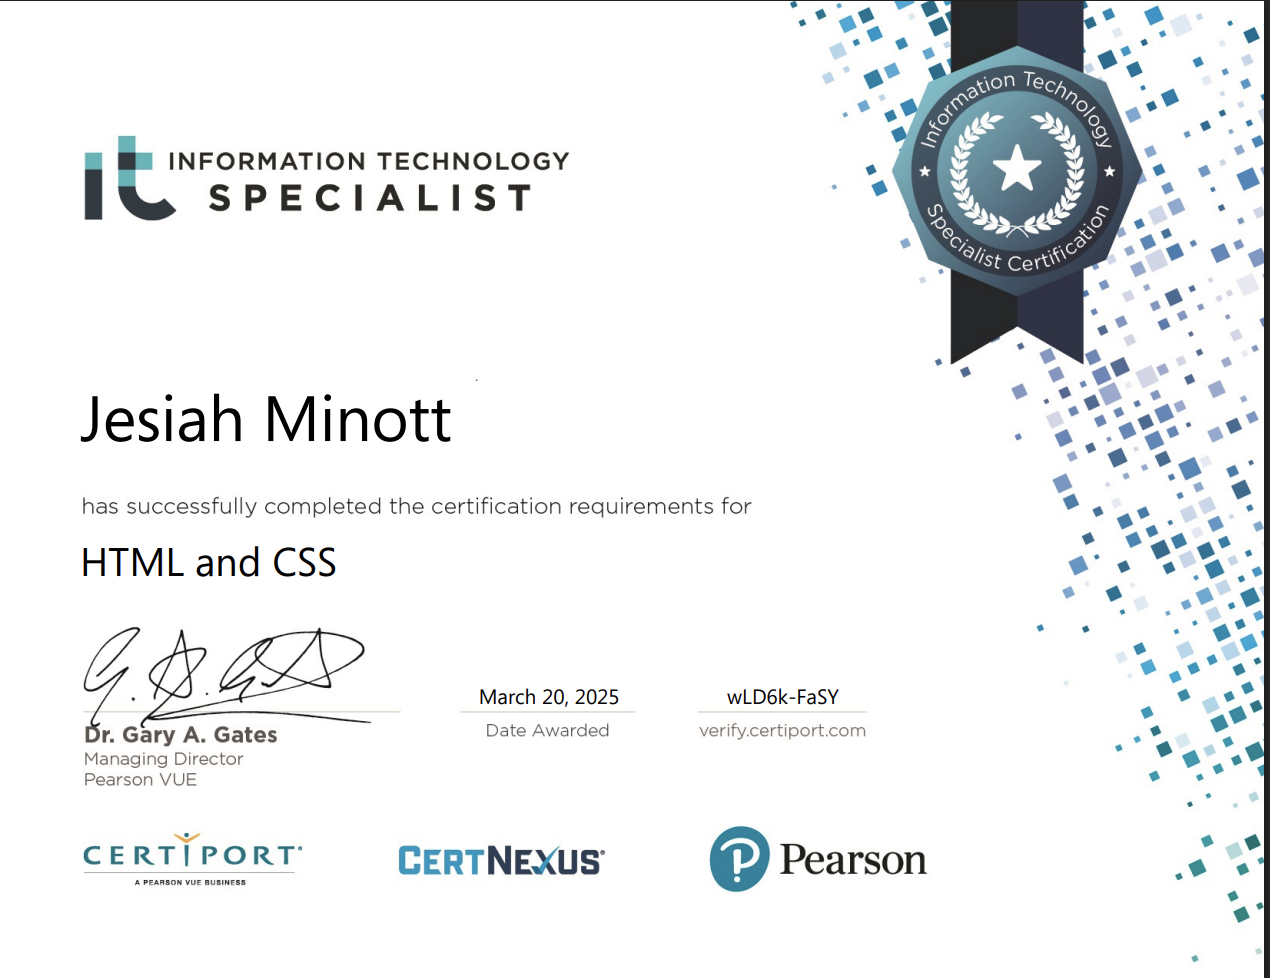 Information Technology
Specialist Certification
it INFORMATION TECHNOLOGY
SPECIALIST
Jesiah Minott
has successfully completed the certification requirements for
HTML and CSS
March 20, 2025
wLD6k-FaSY
Dr. Gary A. Gates
Date Awarded
verify.certiport.com
Managing Director
Pearson VUE
CERTIPORT
A PEARSON VUE BUSINESS
CERTNEXUS
Pearson